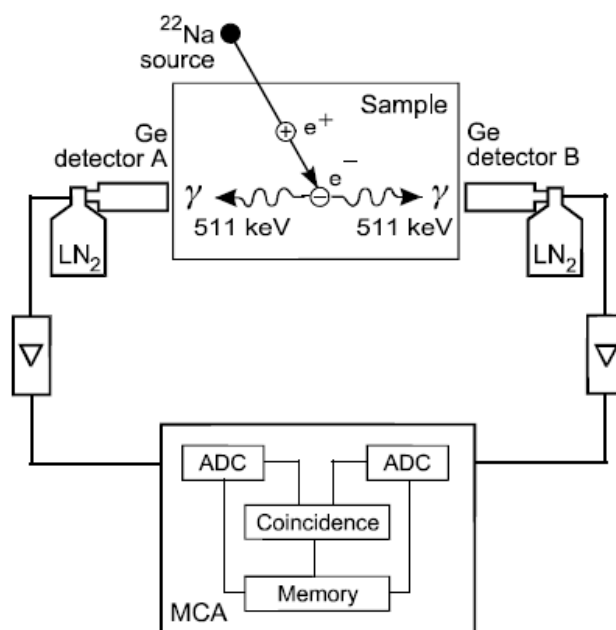 ²²Na
source
Sample
Ge
detector A
e⁺
e⁻
Ge
detector B
γ
γ
511 keV
511 keV
LN₂
LN₂
ADC
ADC
Coincidence
Memory
MCA